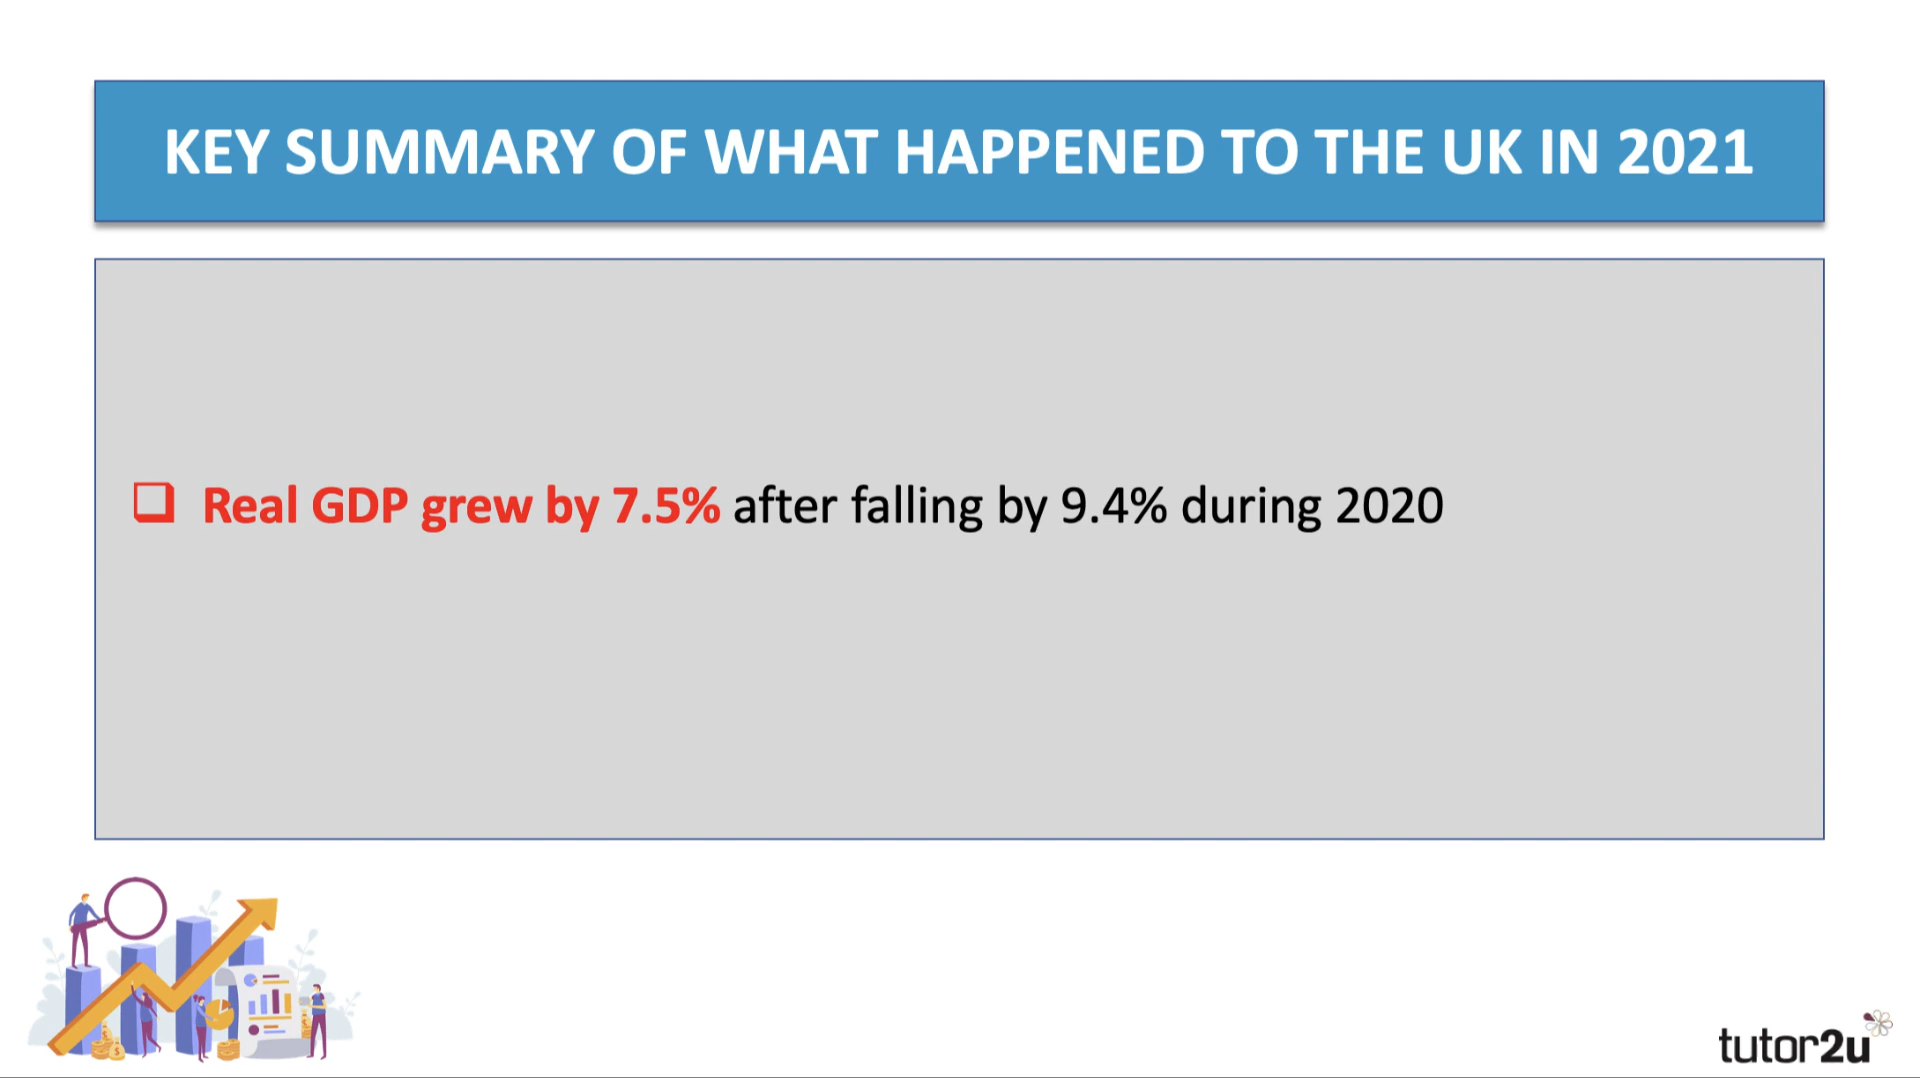 KEY SUMMARY OF WHAT HAPPENED TO THE UK IN 2021
Real GDP grew by 7.5% after falling by 9.4% during 2020
tutor2u